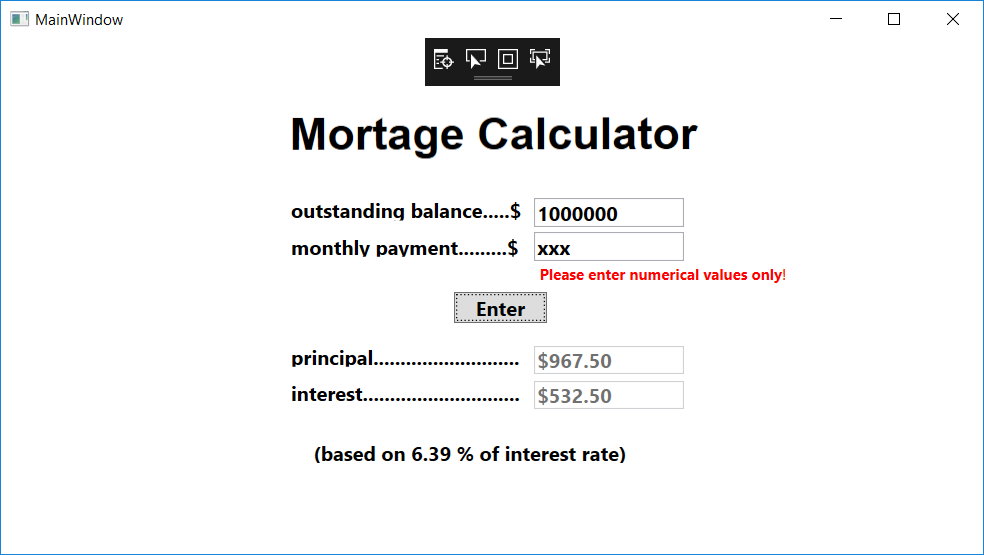 MainWindow
Mortage Calculator
outstanding balance.....$ 1000000
monthly payment.........$ xxx
Please enter numerical values only!
Enter
principal........................... $967.50
interest............................. $532.50
(based on 6.39 % of interest rate)